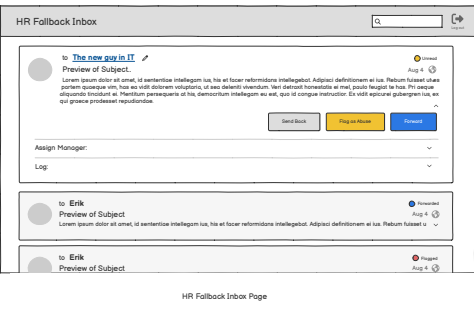 HR Fallback Inbox
Log out
to The new guy in IT
Unread
Preview of Subject.
Aug 4
Lorem ipsum dolor sit amet, id sententiae intellegam ius, his et facer reformidans intellegebat. Adipisci definitionem ei ius. Rebum fuisset
portem quaeque vim, has ea vidit dolorem voluptaria, ut sea deleniti vivendum. Veri detraxit honestatis ei mei, paulo feugiat te has. Pri aeque
aliquando tincidunt ei. Mentitum persequeris at his, democritum intellegam eu est, quo id congue instructior. Ex vidit epicurei gubergren ius, ex
qui graece prodesset repudiandae.
Send Back
Flag as Abuse
Forward
Assign Manager:
Log:
to Erik
Forwarded
Preview of Subject
Aug 4
Lorem ipsum dolor sit amet, id sententiae intellegam ius, his et facer reformidans intellegebat. Adipisci definitionem ei ius. Rebum fuisset u
to Erik
Flagged
Preview of Subject
Aug 4
HR Fallback Inbox Page